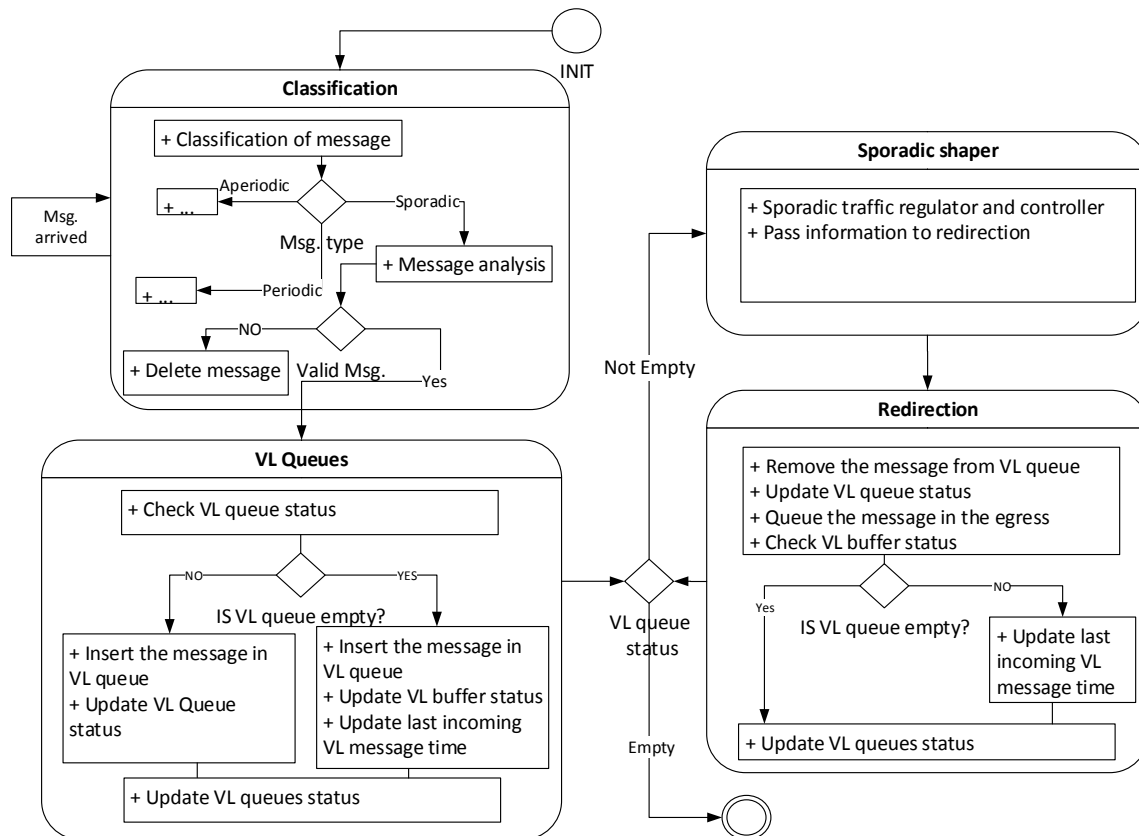 INIT
Classification
+ Classification of message
Aperiodic
+ ...
Sporadic
Msg. type
Msg.
arrived
+ Message analysis
Periodic
+ ...
NO
+ Delete message
Valid Msg.
Yes
VL Queues
+ Check VL queue status
NO
YES
IS VL queue empty?
+ Insert the message in
VL queue
+ Update VL Queue
status
+ Insert the message in
VL queue
+ Update VL buffer status
+ Update last incoming
VL message time
+ Update VL queues status
Not Empty
VL queue
status
Empty
Sporadic shaper
+ Sporadic traffic regulator and controller
+ Pass information to redirection
Redirection
+ Remove the message from VL queue
+ Update VL queue status
+ Queue the message in the egress
+ Check VL buffer status
Yes
NO
IS VL queue empty?
+ Update last
incoming VL
message time
+ Update VL queues status